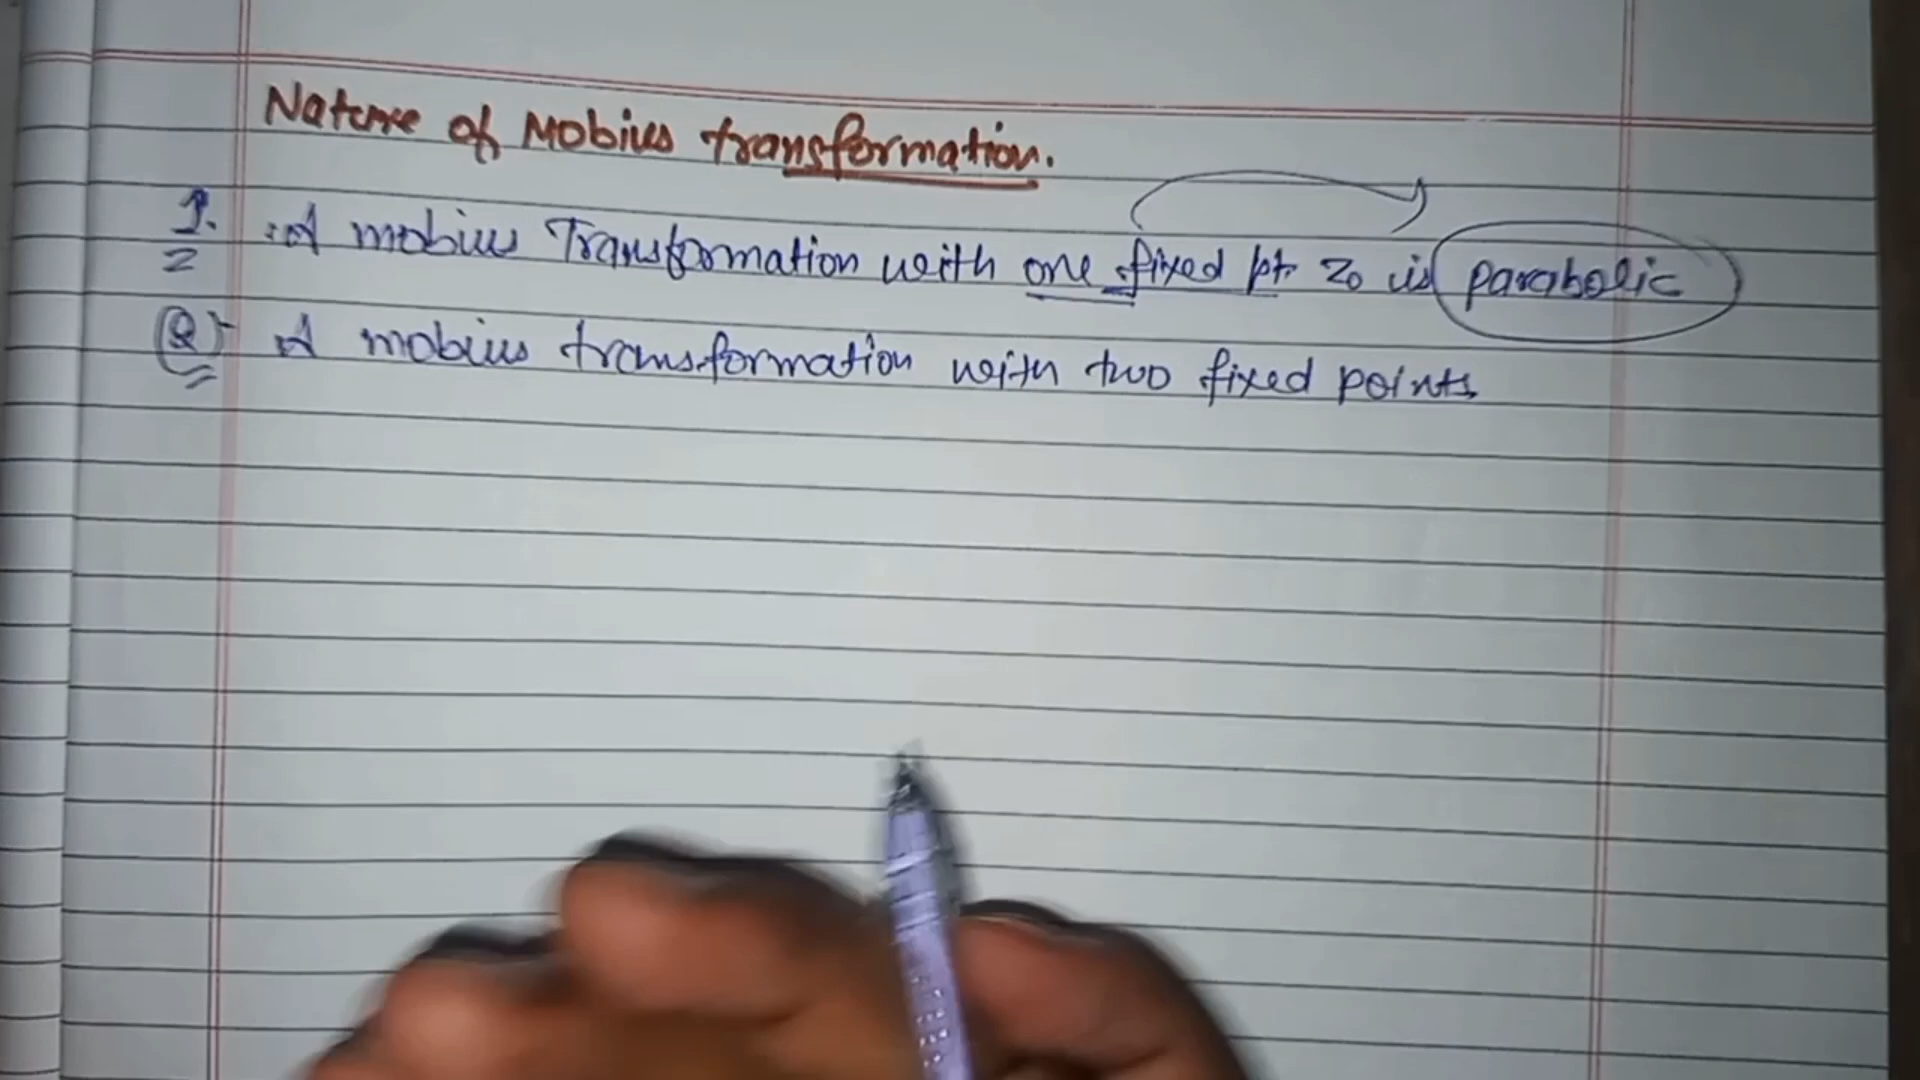 Nature of Mobius transformation.
1. A mobius Transformation with one fixed pt. z₀ is parabolic
(2) A mobius transformation with two fixed points